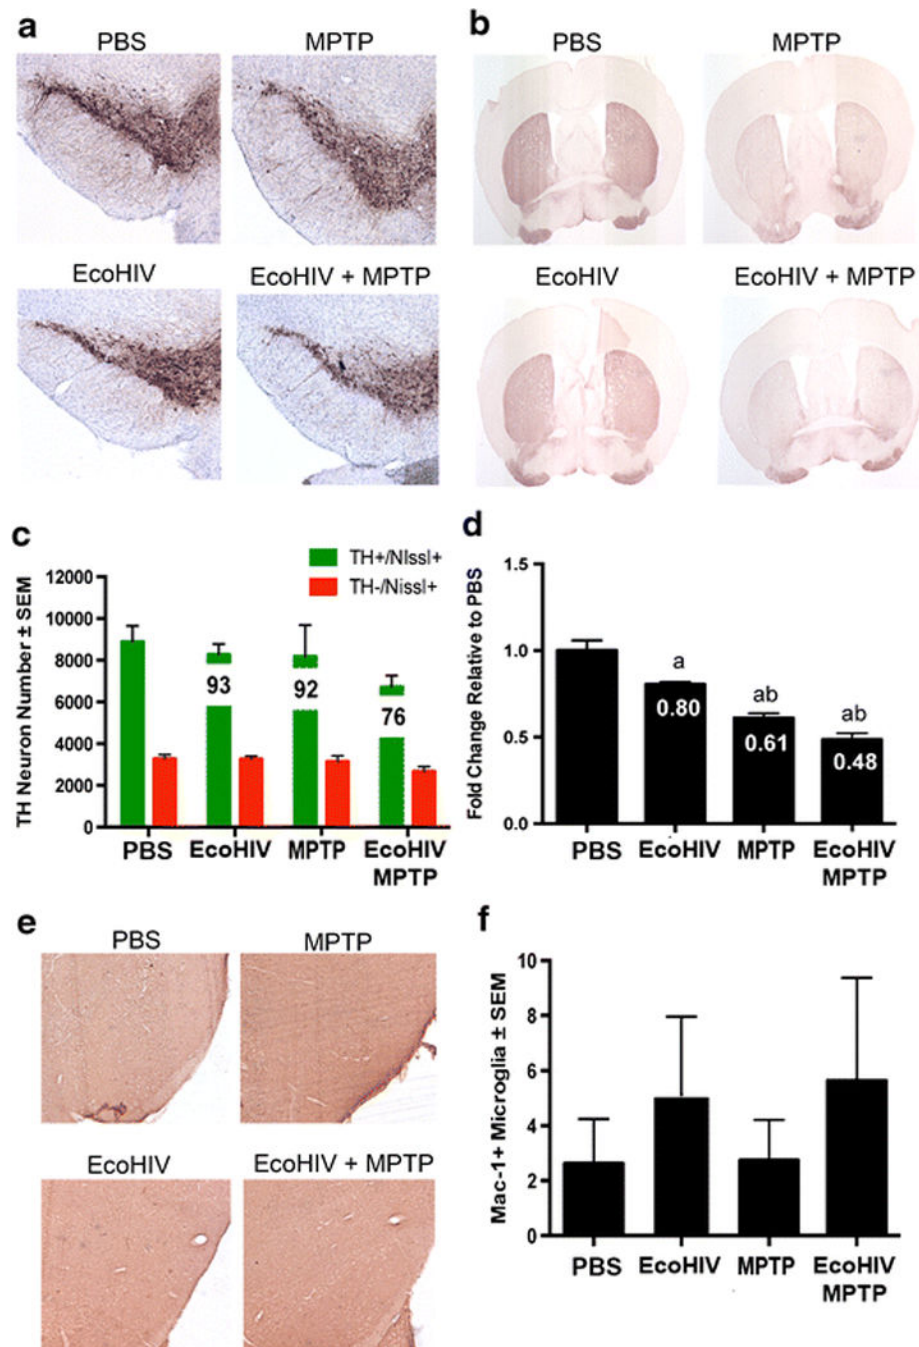 a
PBS
MPTP
EcoHIV
EcoHIV + MPTP
b
PBS
MPTP
EcoHIV
EcoHIV + MPTP
c
TH Neuron Number ± SEM
12000
10000
8000
6000
4000
2000
0
TH+/NIssl+
TH-/Nissl+
93
92
76
PBS
EcoHIV
MPTP
EcoHIV
MPTP
d
Fold Change Relative to PBS
1.5
1.0
0.5
0.0
a
ab
ab
0.80
0.61
0.48
PBS
EcoHIV
MPTP
EcoHIV
MPTP
e
PBS
MPTP
EcoHIV
EcoHIV + MPTP
f
Mac-1+ Microglia ± SEM
10
8
6
4
2
0
PBS
EcoHIV
MPTP
EcoHIV
MPTP